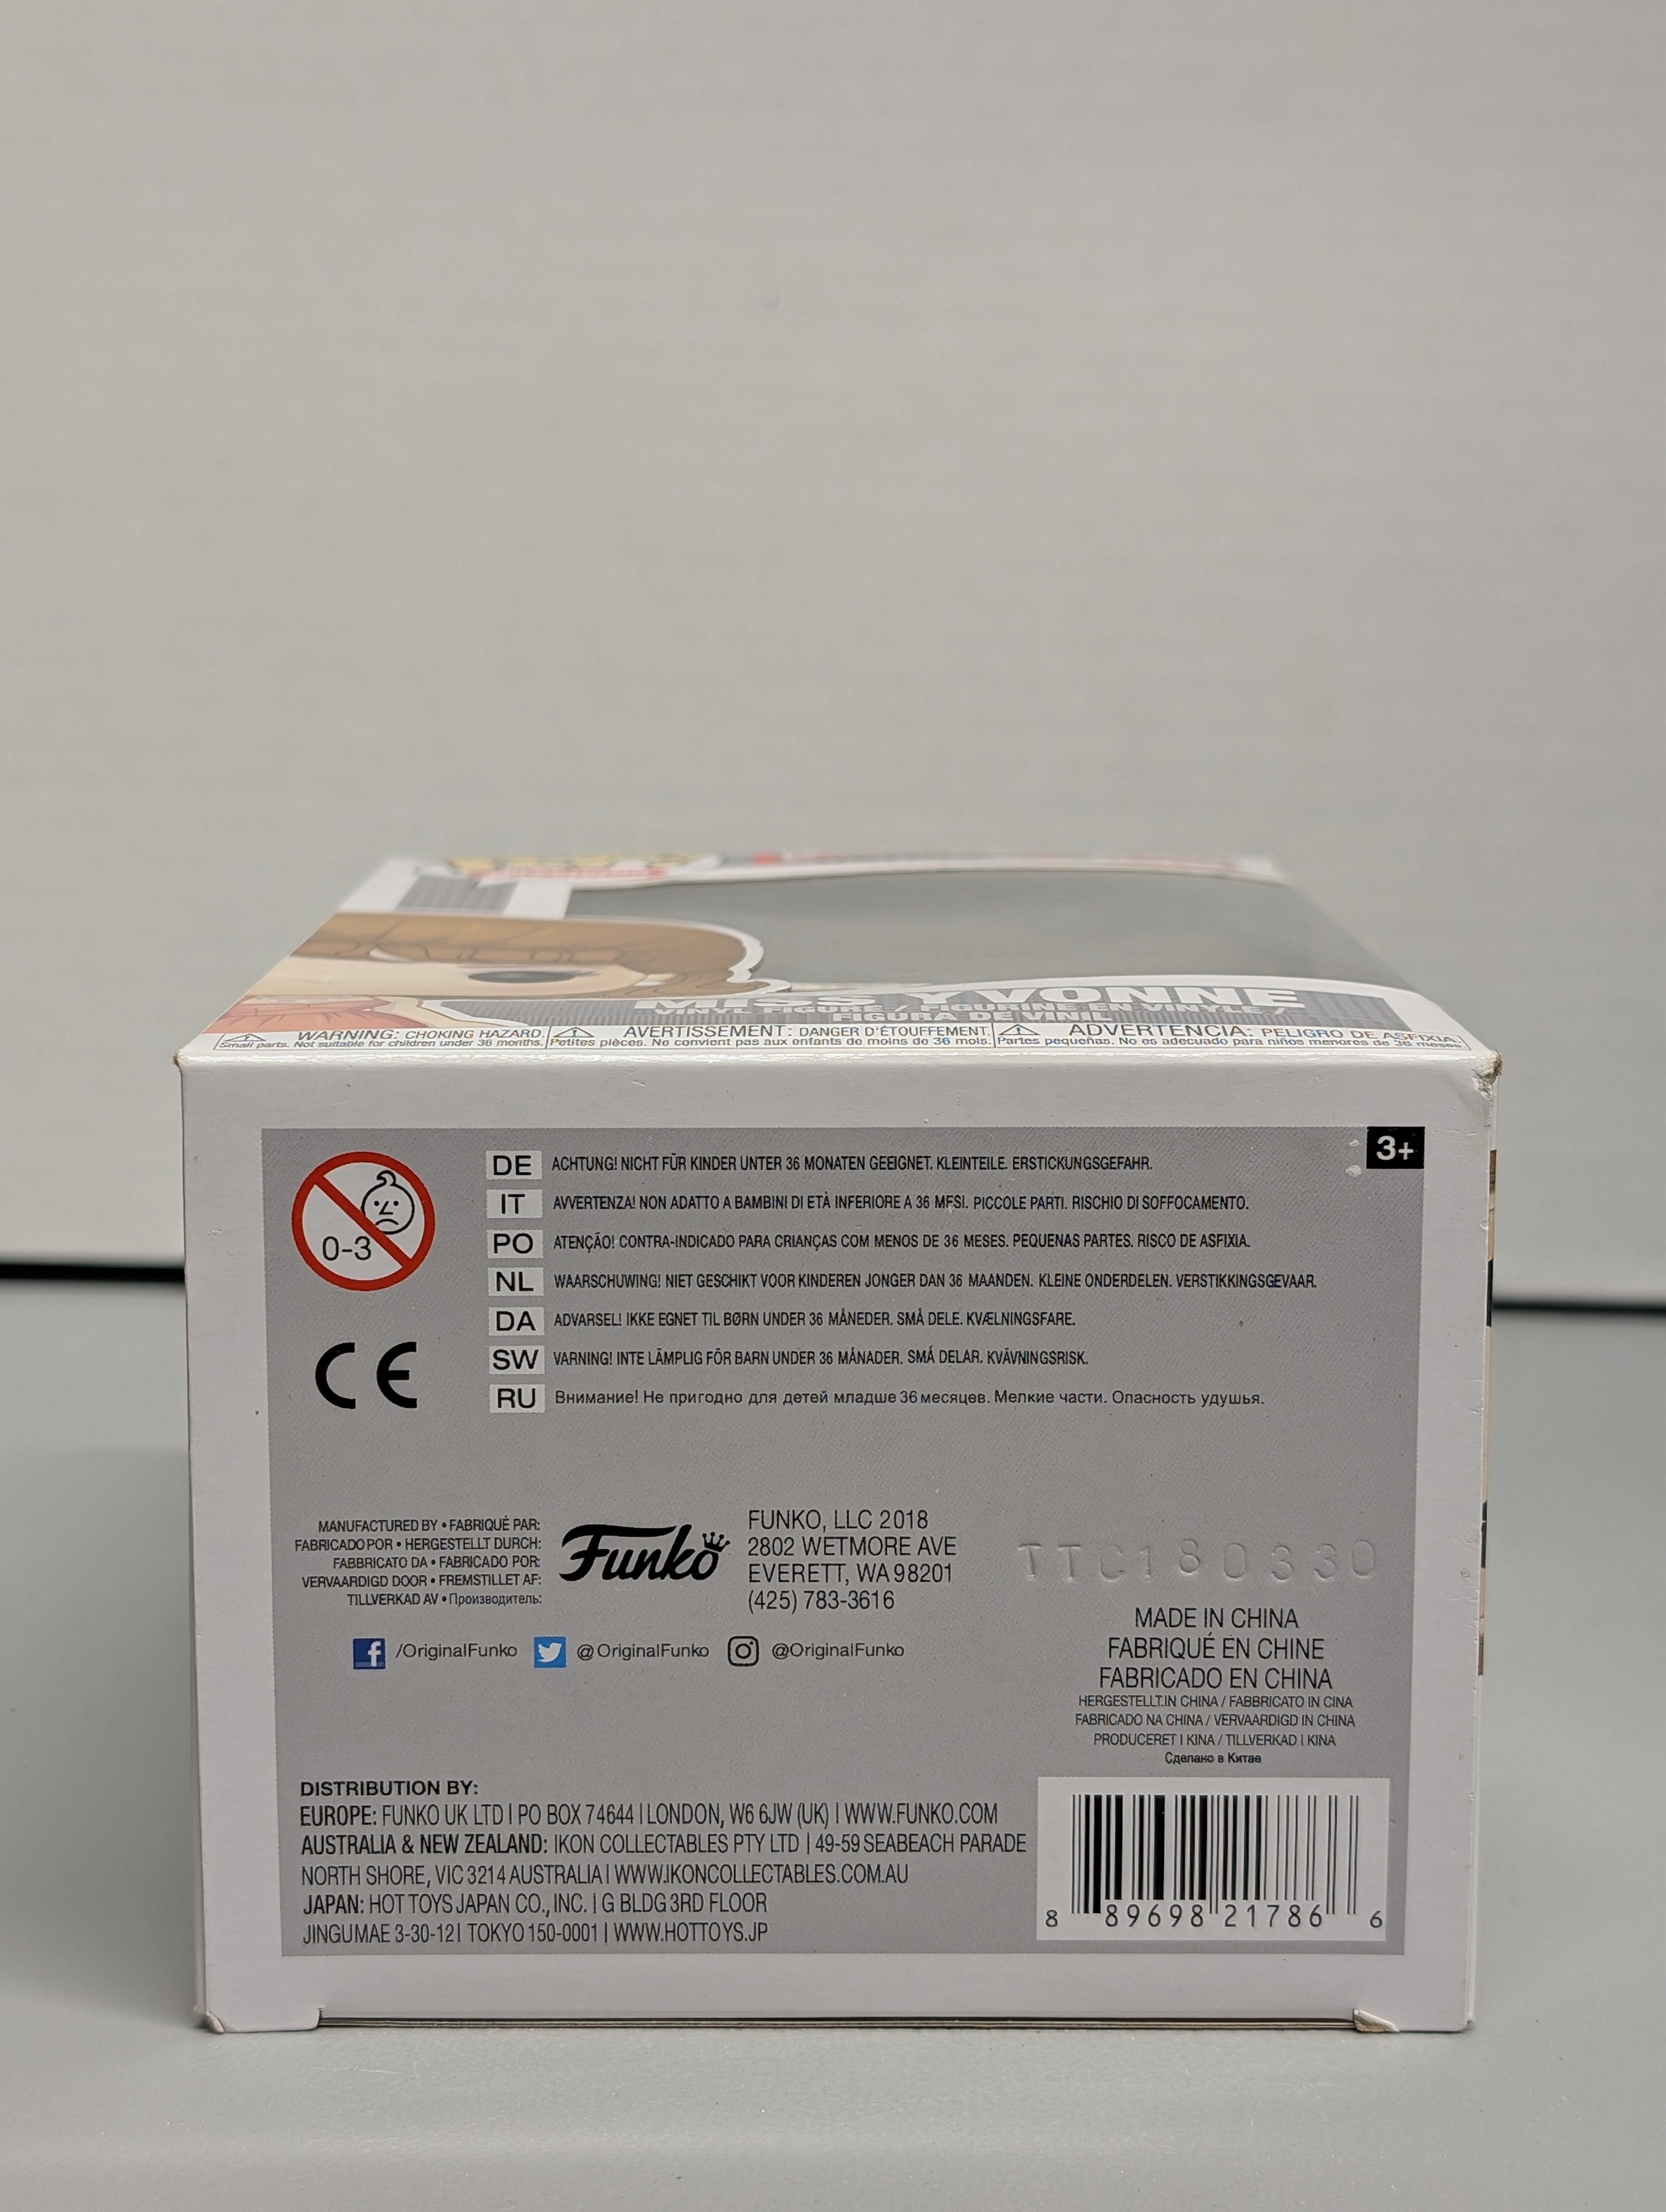 MISS YVONNE
VINYL FIGURE / FIGURINE EN VINYLE /
FIGURA DE VINIL
WARNING: CHOKING HAZARD.
Small parts. Not suitable for children under 36 months.
AVERTISSEMENT: DANGER D'ÉTOUFFEMENT.
Petites pièces. Ne convient pas aux enfants de moins de 36 mois.
ADVERTENCIA: PELIGRO DE ASFIXIA.
Partes pequeñas. No es adecuado para niños menores de 36 meses.
3+
0-3
DE ACHTUNG! NICHT FÜR KINDER UNTER 36 MONATEN GEEIGNET. KLEINTEILE. ERSTICKUNGSGEFAHR.
IT AVVERTENZA! NON ADATTO A BAMBINI DI ETÀ INFERIORE A 36 MESI. PICCOLE PARTI. RISCHIO DI SOFFOCAMENTO.
PO ATENÇÃO! CONTRA-INDICADO PARA CRIANÇAS COM MENOS DE 36 MESES. PEQUENAS PARTES. RISCO DE ASFIXIA.
NL WAARSCHUWING! NIET GESCHIKT VOOR KINDEREN JONGER DAN 36 MAANDEN. KLEINE ONDERDELEN. VERSTIKKINGSGEVAAR.
DA ADVARSEL! IKKE EGNET TIL BØRN UNDER 36 MÅNEDER. SMÅ DELE. KVÆLNINGSFARE.
SW VARNING! INTE LÄMPLIG FÖR BARN UNDER 36 MÅNADER. SMÅ DELAR. KVÄVNINGSRISK.
RU Внимание! Не пригодно для детей младше 36 месяцев. Мелкие части. Опасность удушья.
CE
MANUFACTURED BY • FABRIQUÉ PAR:
FABRICADO POR • HERGESTELLT DURCH:
FABBRICATO DA • FABRICADO POR:
VERVAARDIGD DOOR • FREMSTILLET AF:
TILLVERKAD AV • Производитель:
Funko
FUNKO, LLC 2018
2802 WETMORE AVE
EVERETT, WA 98201
(425) 783-3616
TTC180330
/OriginalFunko @OriginalFunko @OriginalFunko
MADE IN CHINA
FABRIQUÉ EN CHINE
FABRICADO EN CHINA
HERGESTELLT.IN CHINA / FABBRICATO IN CINA
FABRICADO NA CHINA / VERVAARDIGD IN CHINA
PRODUCERET I KINA / TILLVERKAD I KINA
Сделано в Китае
DISTRIBUTION BY:
EUROPE: FUNKO UK LTD | PO BOX 74644 | LONDON, W6 6JW (UK) | WWW.FUNKO.COM
AUSTRALIA & NEW ZEALAND: IKON COLLECTABLES PTY LTD | 49-59 SEABEACH PARADE
NORTH SHORE, VIC 3214 AUSTRALIA | WWW.IKONCOLLECTABLES.COM.AU
JAPAN: HOT TOYS JAPAN CO., INC. | G BLDG 3RD FLOOR
JINGUMAE 3-30-12 | TOKYO 150-0001 | WWW.HOTTOYS.JP
8 89698 21786 6